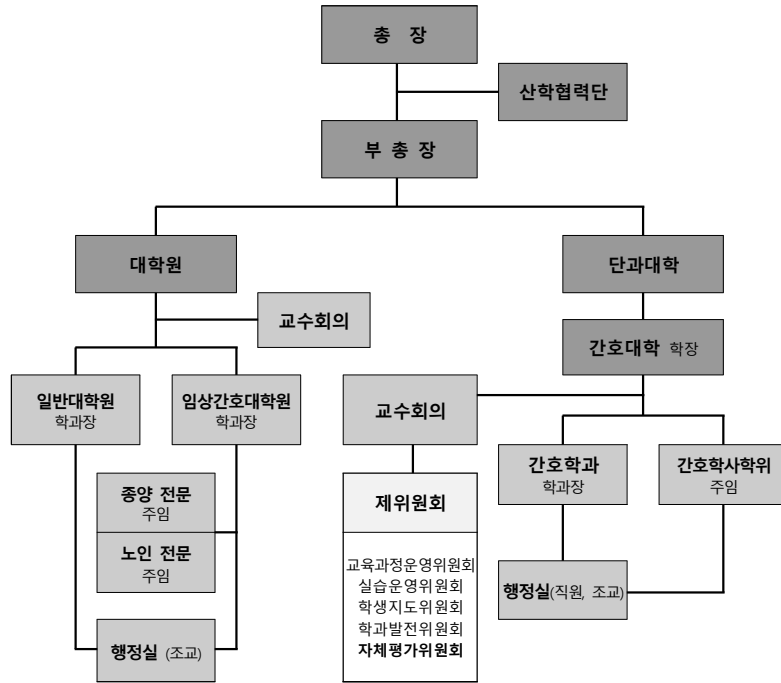 총 장
산학협력단
부 총 장
대학원
단과대학
교수회의
간호대학 학장
일반대학원
학과장
임상간호대학원
학과장
교수회의
간호학과
학과장
간호학사학위
주임
종양 전문
주임
노인 전문
주임
제위원회
교육과정운영위원회
실습운영위원회
학생지도위원회
학과발전위원회
자체평가위원회
행정실(직원, 조교)
행정실 (조교)